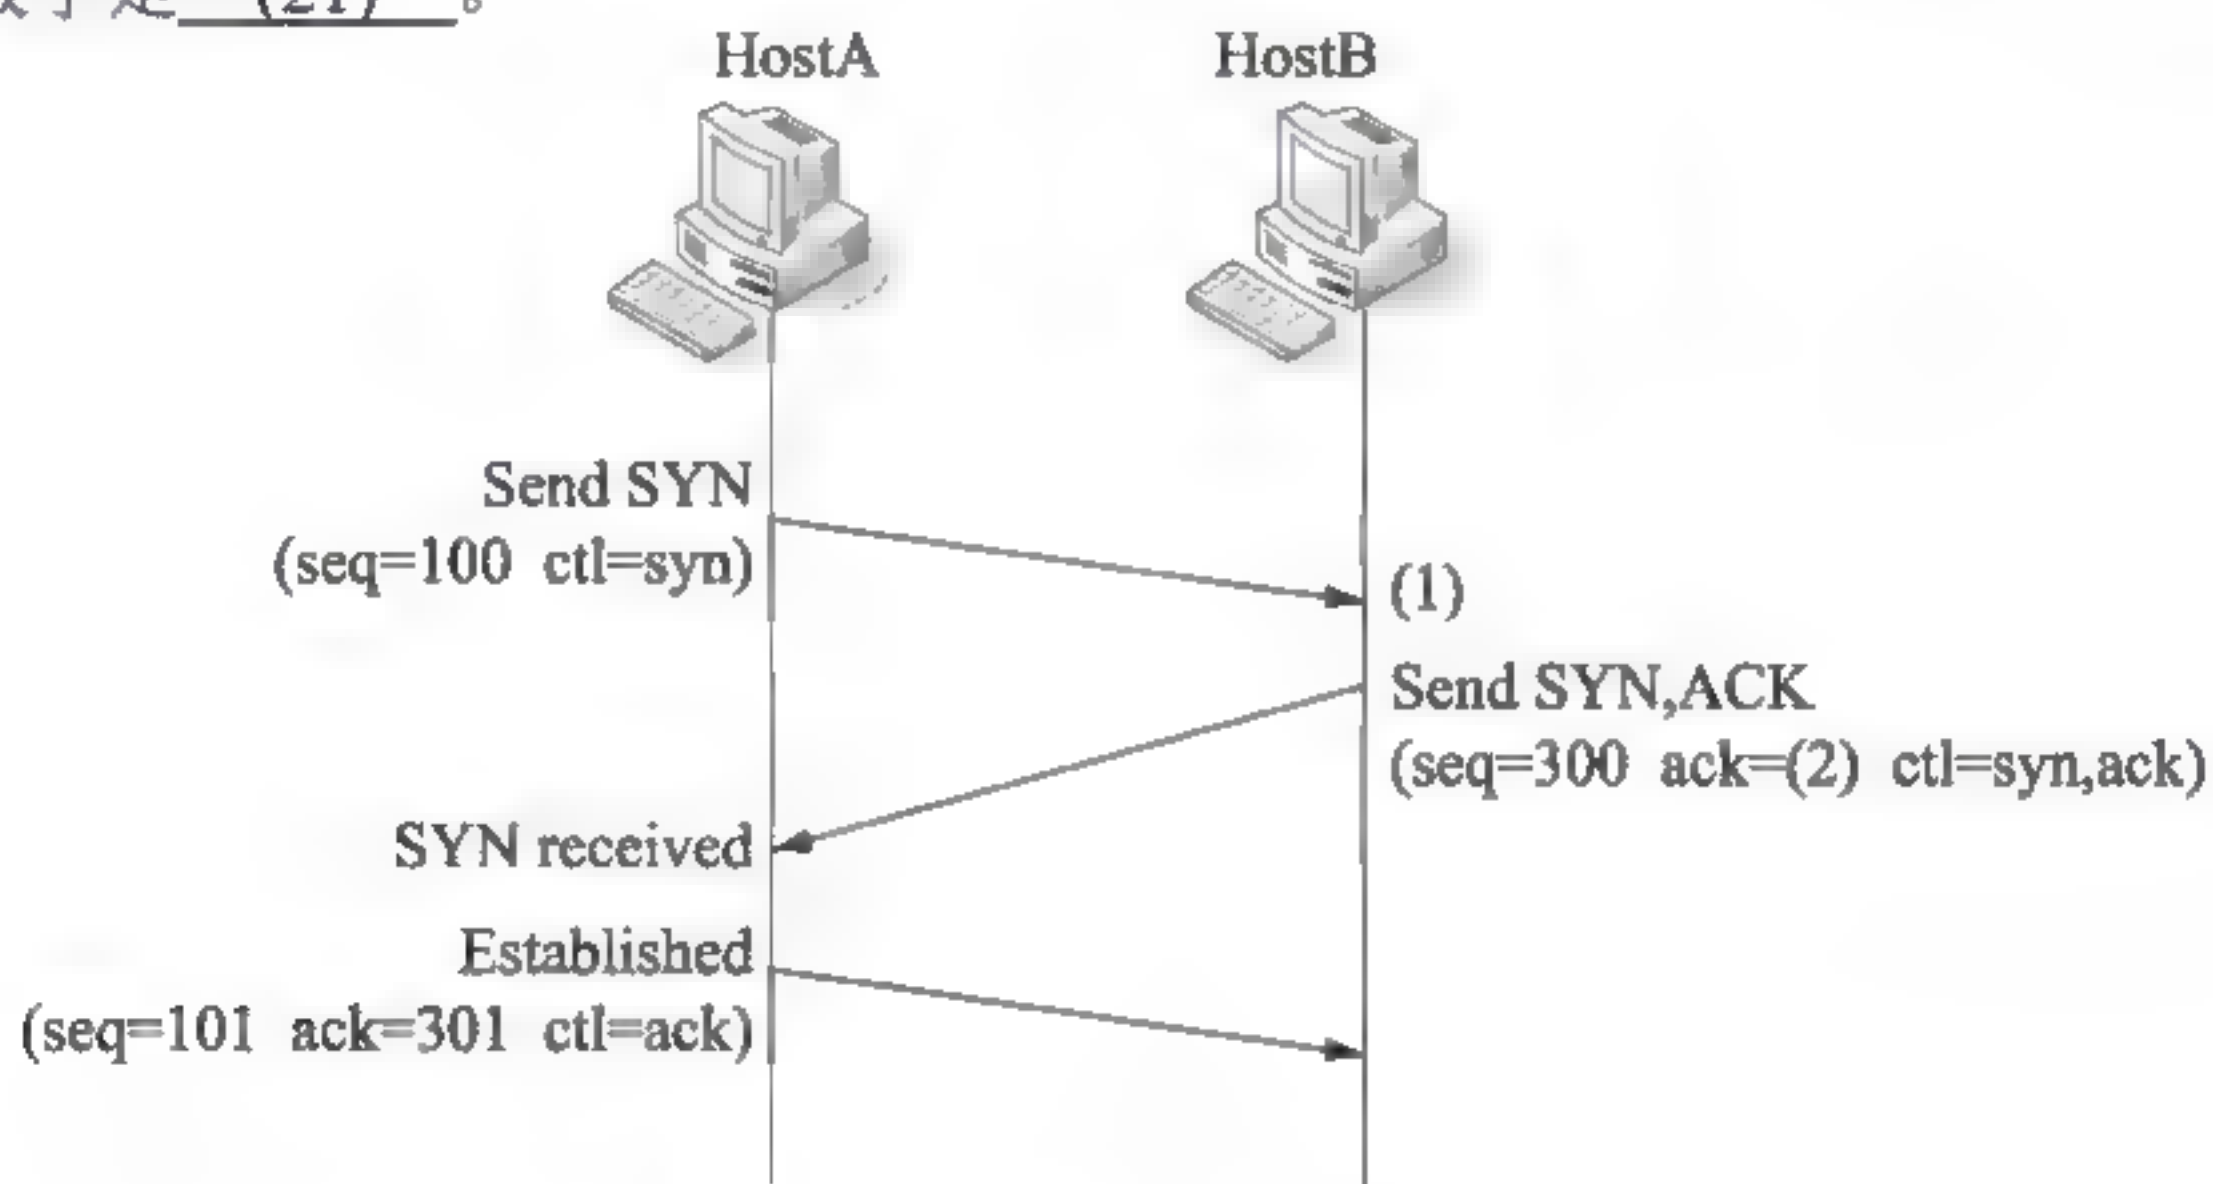 (21) 。
HostA HostB
Send SYN
(seq=100 ctl=syn)
(1)
Send SYN,ACK
(seq=300 ack=(2) ctl=syn,ack)
SYN received
Established
(seq=101 ack=301 ctl=ack)